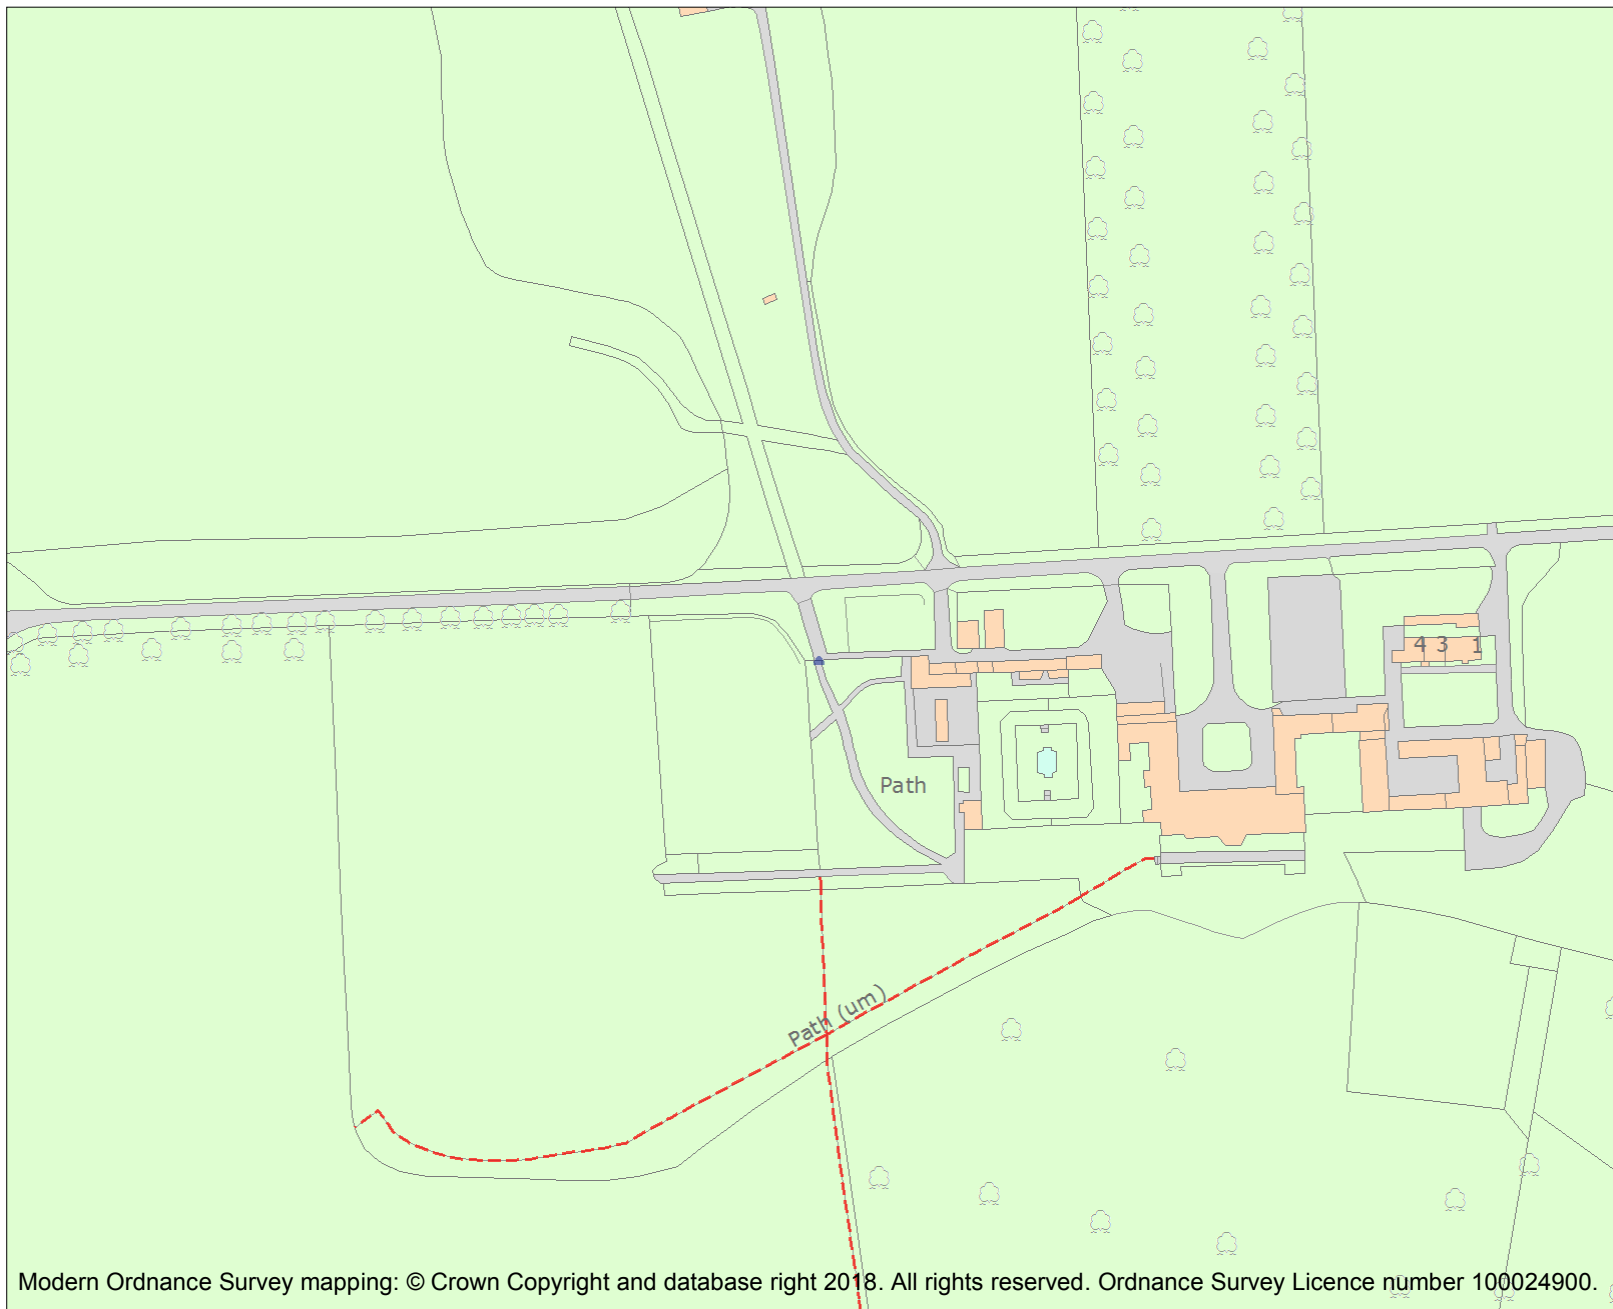 4 3 1
Path
Path (um)
Modern Ordnance Survey mapping: © Crown Copyright and database right 2018. All rights reserved. Ordnance Survey Licence number 100024900.